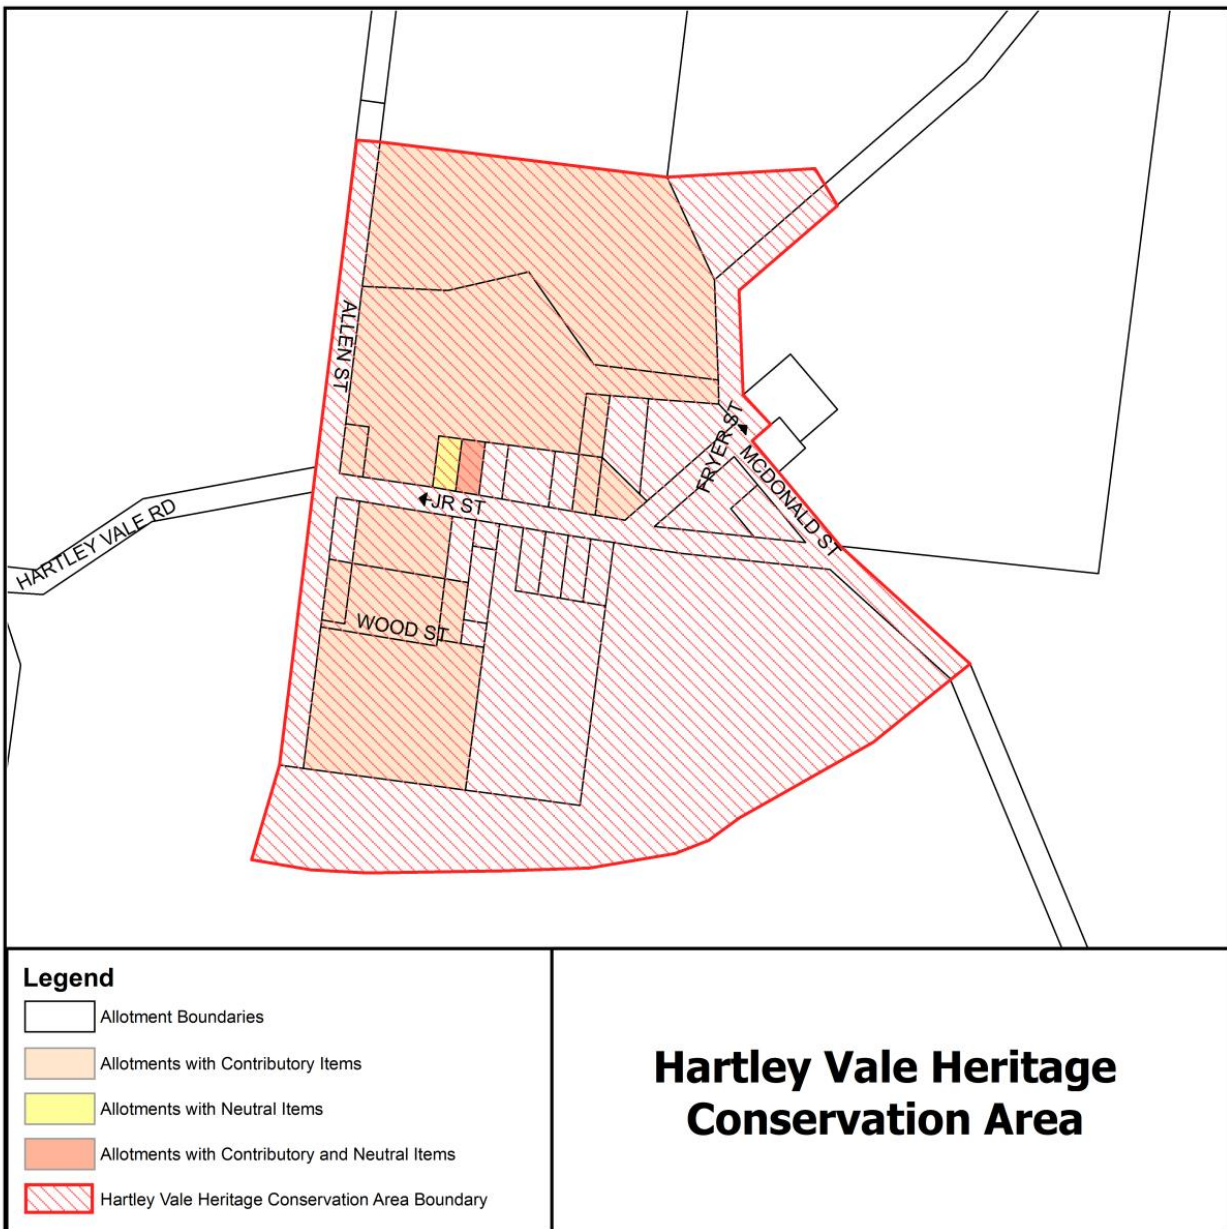 ALLEN ST
FRYER ST
MCDONALD ST
JR ST
HARTLEY VALE RD
WOOD ST
Legend
Allotment Boundaries
Allotments with Contributory Items
Allotments with Neutral Items
Allotments with Contributory and Neutral Items
Hartley Vale Heritage Conservation Area Boundary
Hartley Vale Heritage
Conservation Area